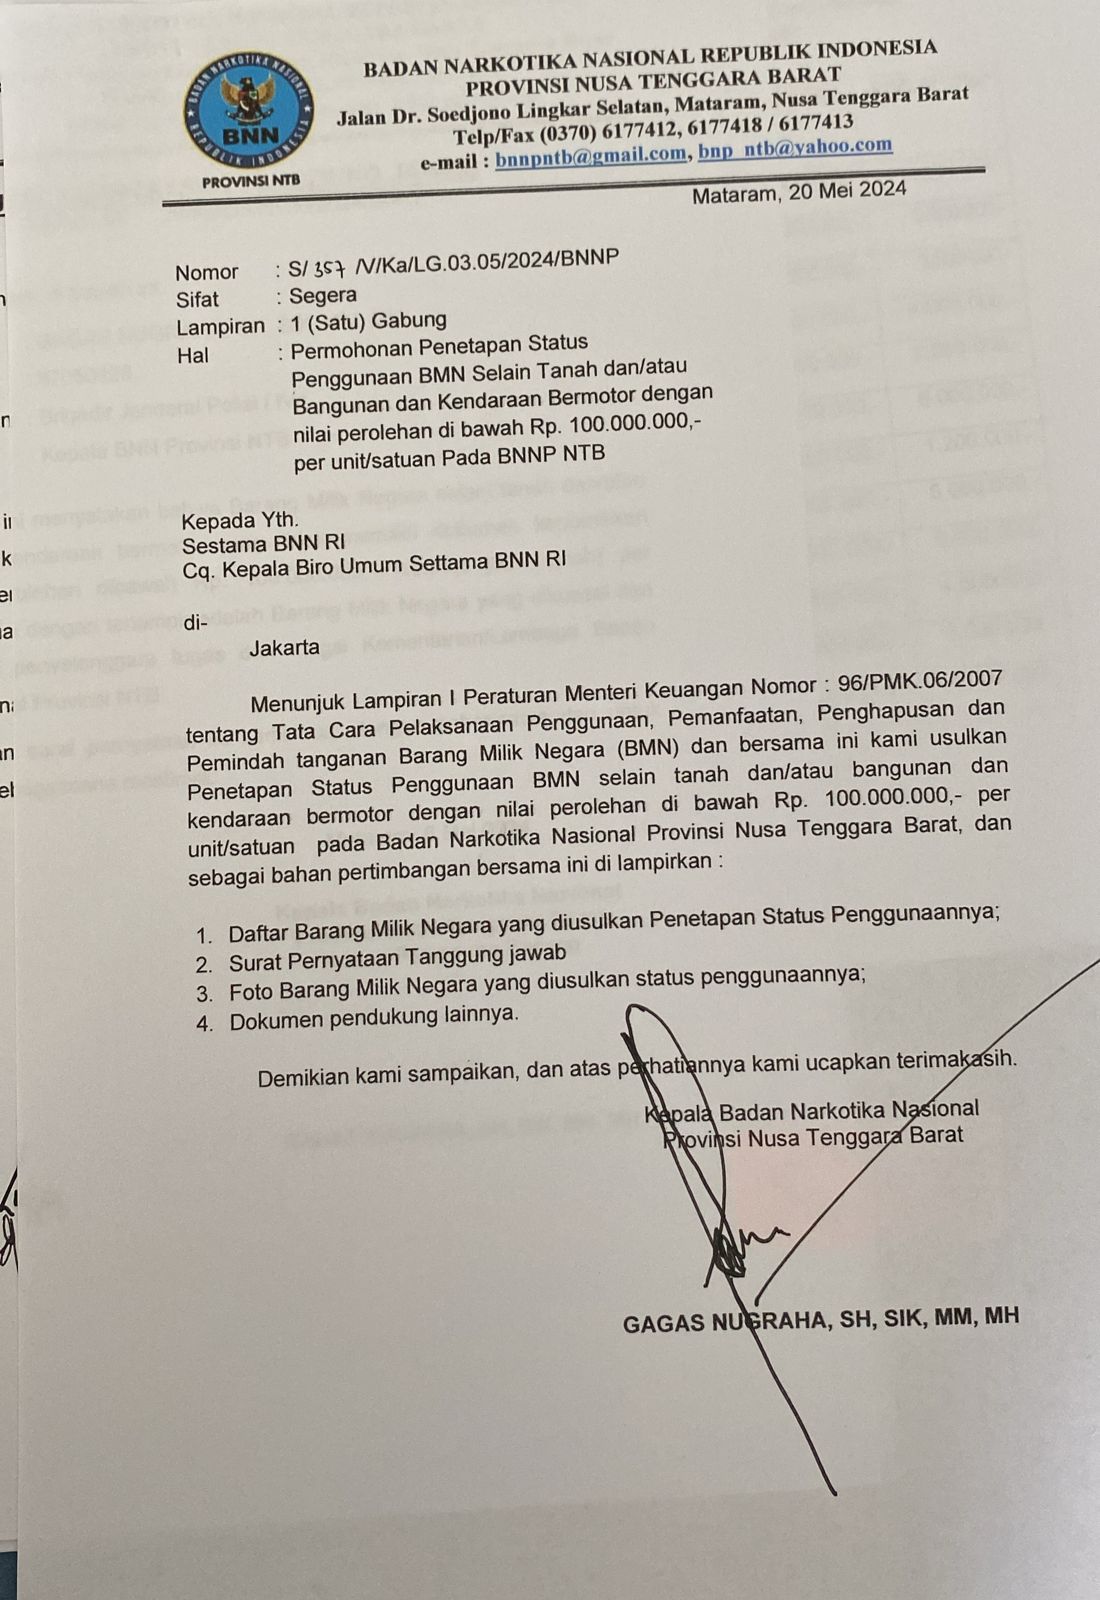 BADAN NARKOTIKA NASIONAL
REPUBLIK INDONESIA
BNN
PROVINSI NTB
BADAN NARKOTIKA NASIONAL REPUBLIK INDONESIA
PROVINSI NUSA TENGGARA BARAT
Jalan Dr. Soedjono Lingkar Selatan, Mataram, Nusa Tenggara Barat
Telp/Fax (0370) 6177412, 6177418 / 6177413
e-mail : bnnpntb@gmail.com, bnp_ntb@yahoo.com
Mataram, 20 Mei 2024
Nomor : S/ 357 /V/Ka/LG.03.05/2024/BNNP
Sifat : Segera
Lampiran : 1 (Satu) Gabung
Hal : Permohonan Penetapan Status
Penggunaan BMN Selain Tanah dan/atau
Bangunan dan Kendaraan Bermotor dengan
nilai perolehan di bawah Rp. 100.000.000,-
per unit/satuan Pada BNNP NTB
Kepada Yth.
Sestama BNN RI
Cq. Kepala Biro Umum Settama BNN RI
di-
Jakarta
Menunjuk Lampiran I Peraturan Menteri Keuangan Nomor : 96/PMK.06/2007
tentang Tata Cara Pelaksanaan Penggunaan, Pemanfaatan, Penghapusan dan
Pemindah tanganan Barang Milik Negara (BMN) dan bersama ini kami usulkan
Penetapan Status Penggunaan BMN selain tanah dan/atau bangunan dan
kendaraan bermotor dengan nilai perolehan di bawah Rp. 100.000.000,- per
unit/satuan pada Badan Narkotika Nasional Provinsi Nusa Tenggara Barat, dan
sebagai bahan pertimbangan bersama ini di lampirkan :
1. Daftar Barang Milik Negara yang diusulkan Penetapan Status Penggunaannya;
2. Surat Pernyataan Tanggung jawab
3. Foto Barang Milik Negara yang diusulkan status penggunaannya;
4. Dokumen pendukung lainnya.
Demikian kami sampaikan, dan atas perhatiannya kami ucapkan terimakasih.
Kepala Badan Narkotika Nasional
Provinsi Nusa Tenggara Barat
GAGAS NUGRAHA, SH, SIK, MM, MH